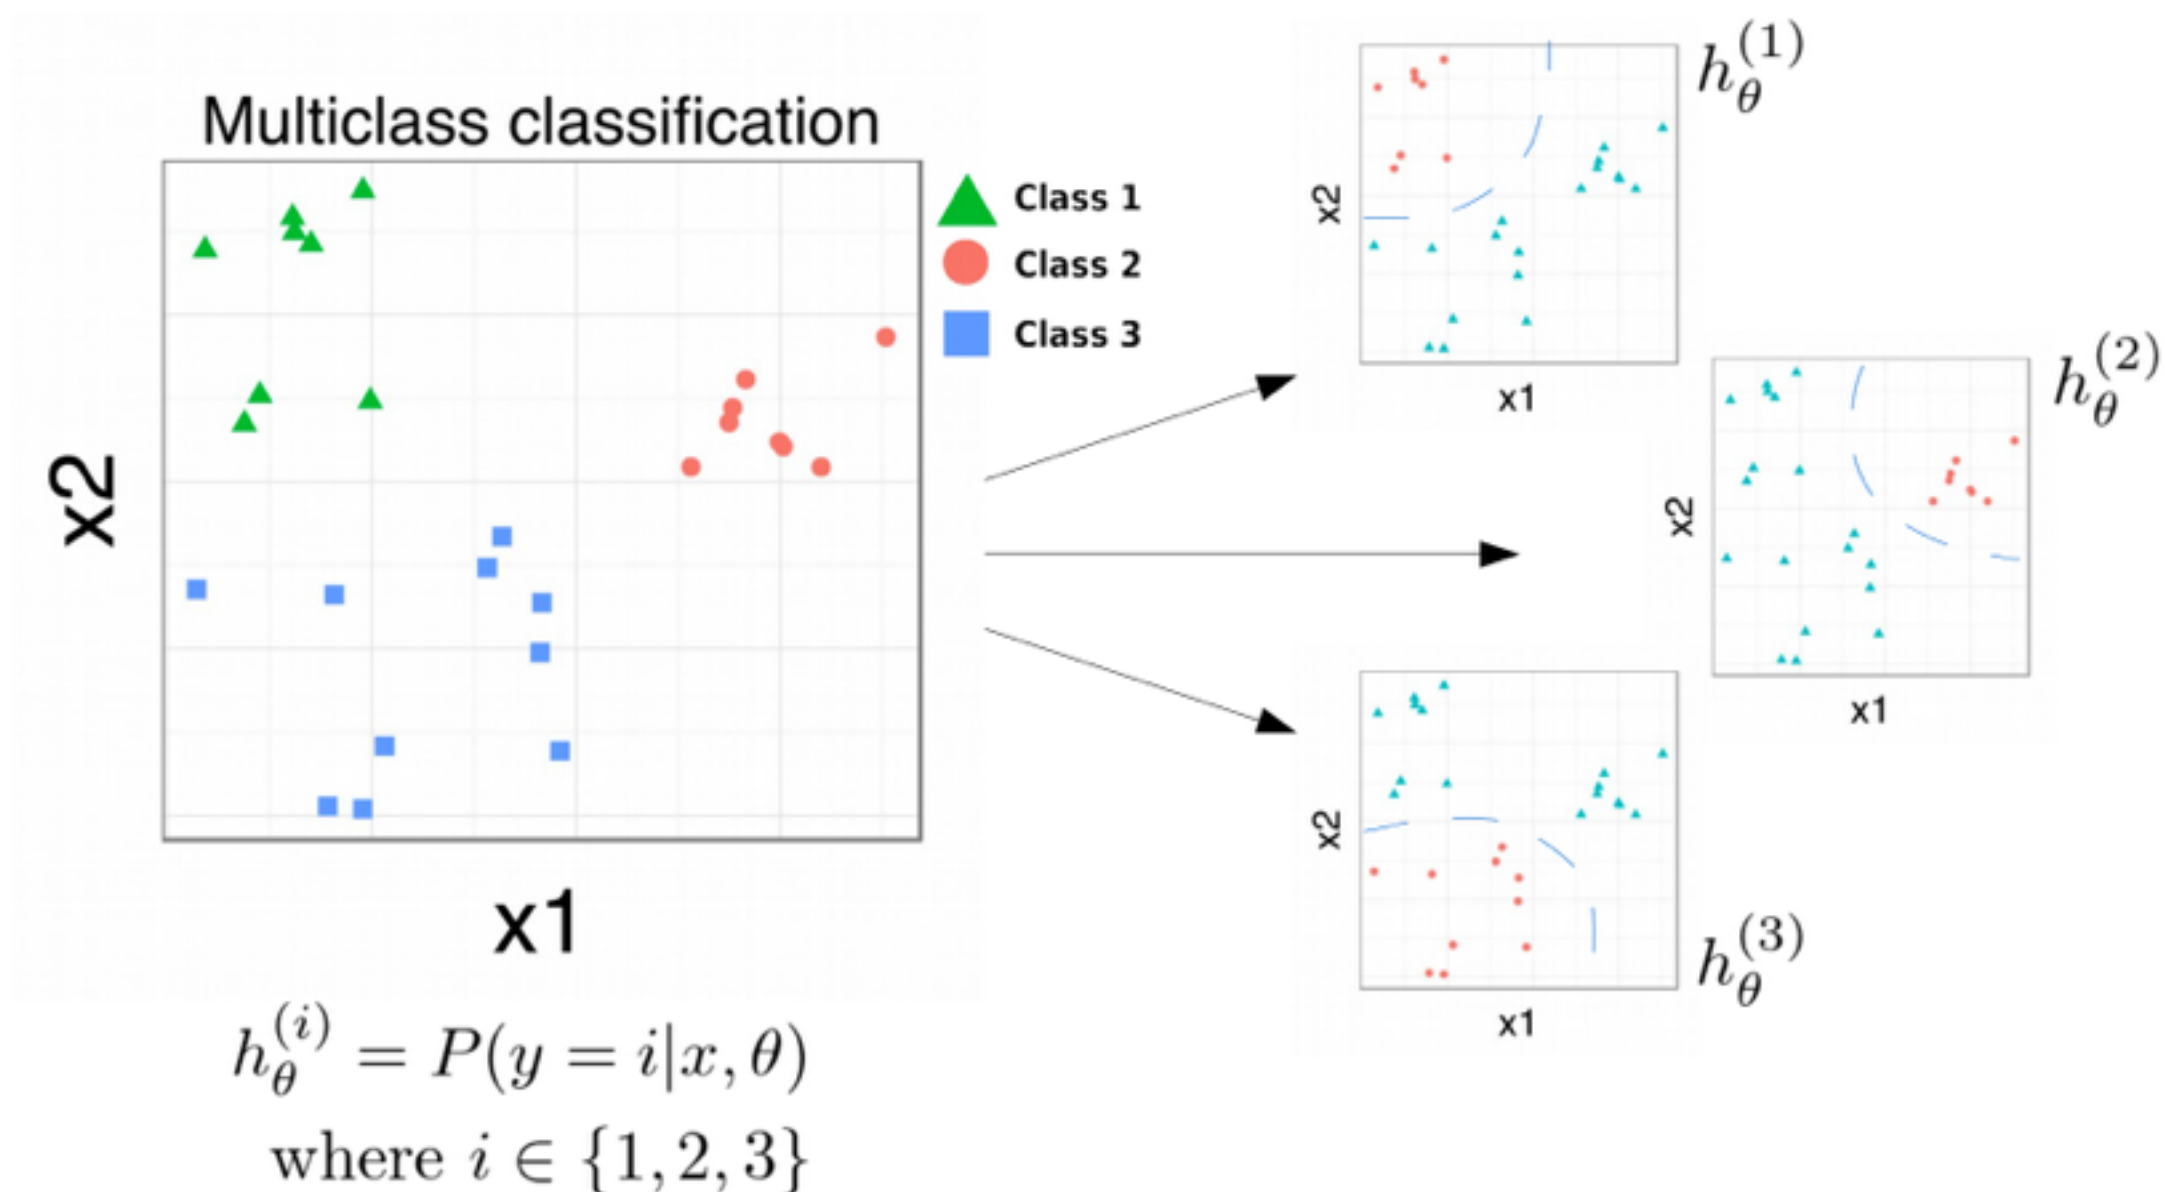 Multiclass classification
Class 1
Class 2
Class 3
x2
x1
h_θ^(i) = P(y = i|x, θ)
where i ∈ {1, 2, 3}
h_θ^(1)
x2
x1
h_θ^(2)
x2
x1
h_θ^(3)
x2
x1